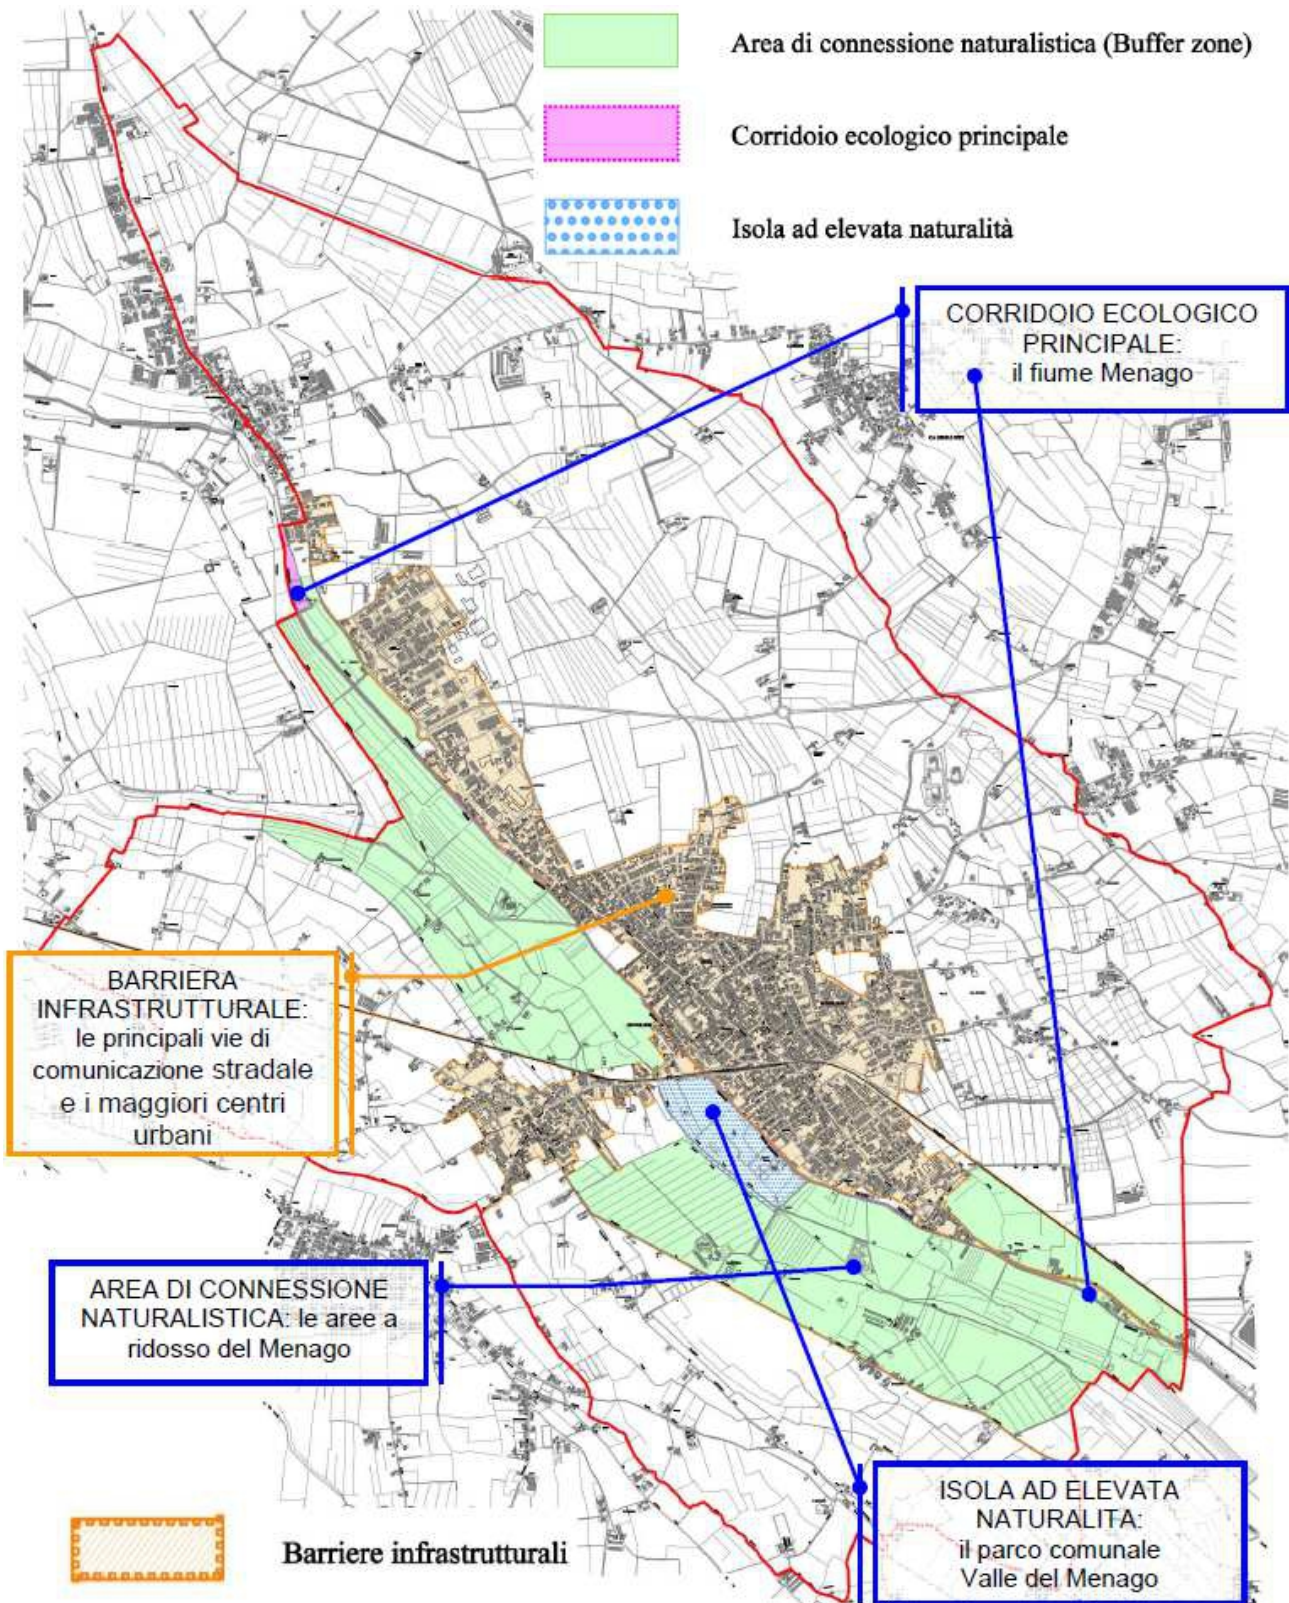 Area di connessione naturalistica (Buffer zone)
Corridoio ecologico principale
Isola ad elevata naturalità
CORRIDOIO ECOLOGICO
PRINCIPALE:
il fiume Menago
BARRIERA
INFRASTRUTTURALE:
le principali vie di
comunicazione stradale
e i maggiori centri
urbani
AREA DI CONNESSIONE
NATURALISTICA: le aree a
ridosso del Menago
ISOLA AD ELEVATA
NATURALITA:
il parco comunale
Valle del Menago
Barriere infrastrutturali